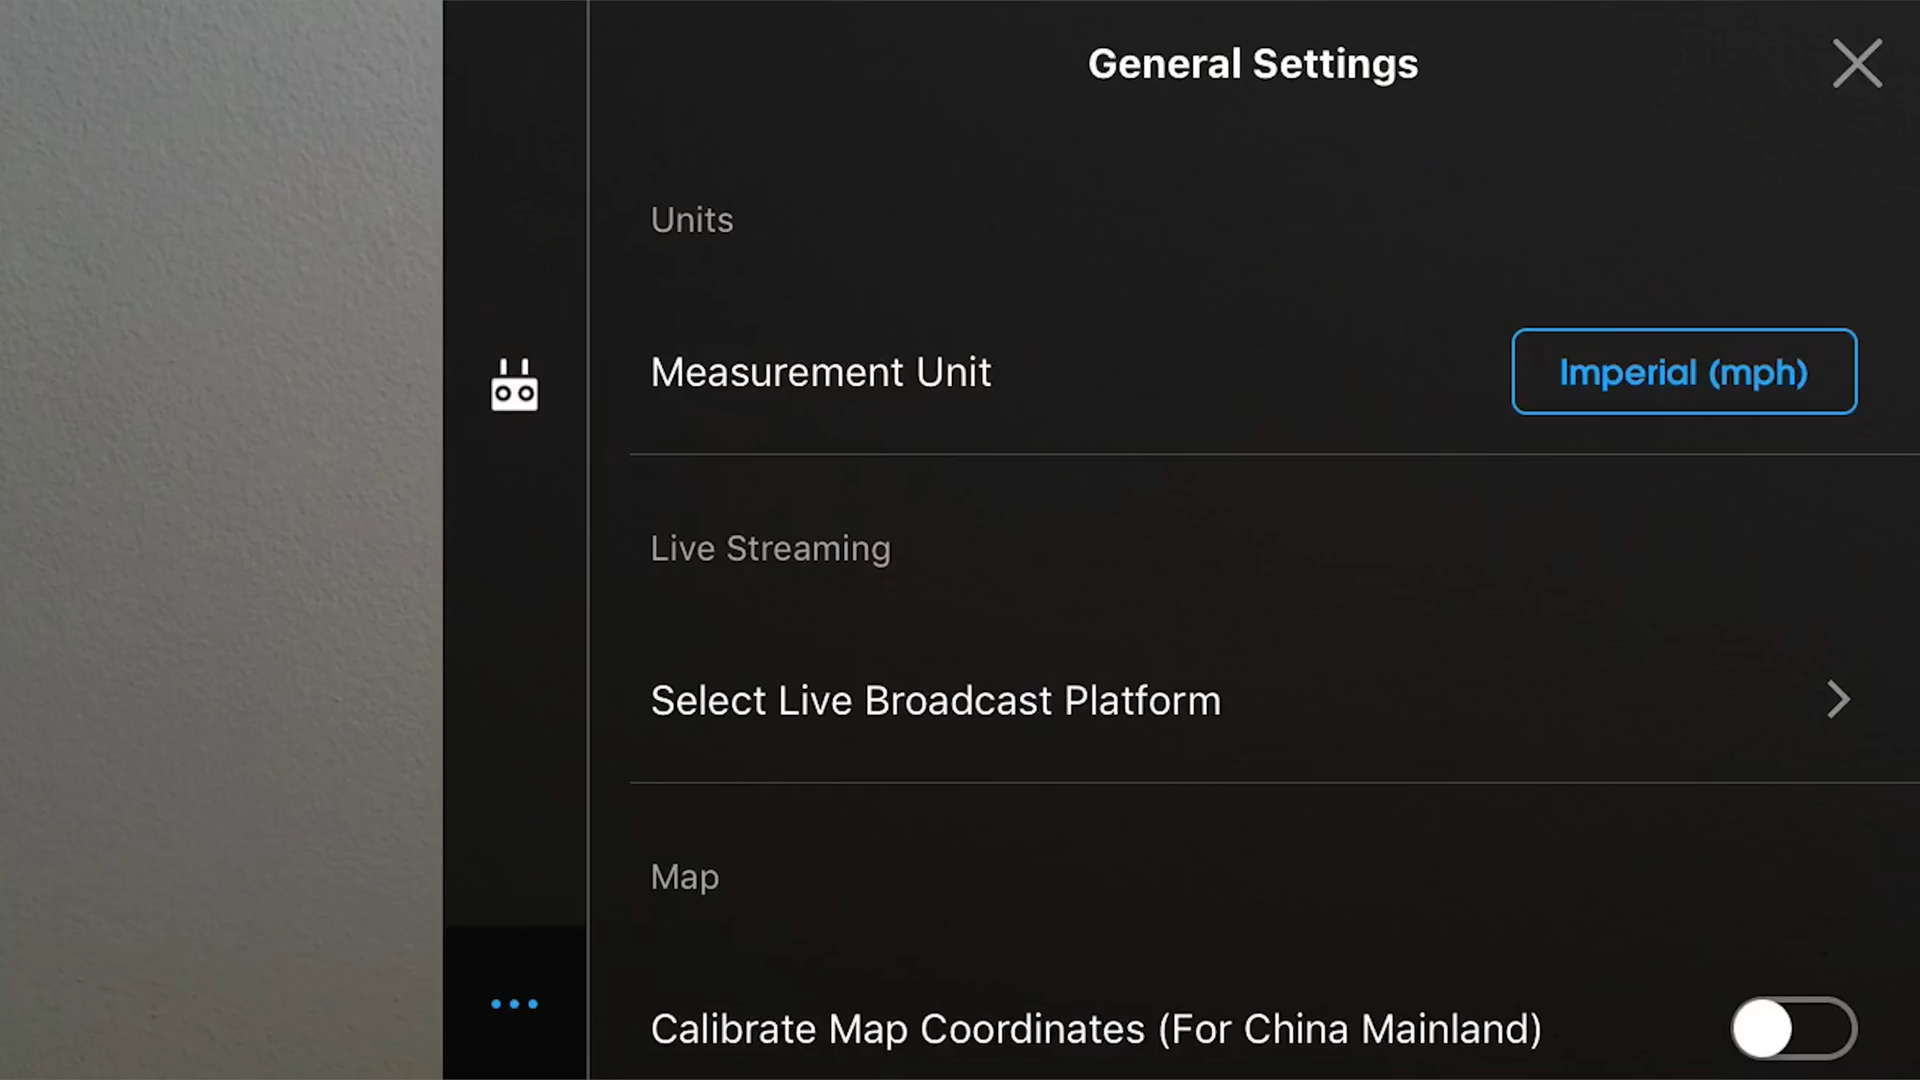 General Settings
Units
Measurement Unit
Imperial (mph)
Live Streaming
Select Live Broadcast Platform
Map
Calibrate Map Coordinates (For China Mainland)